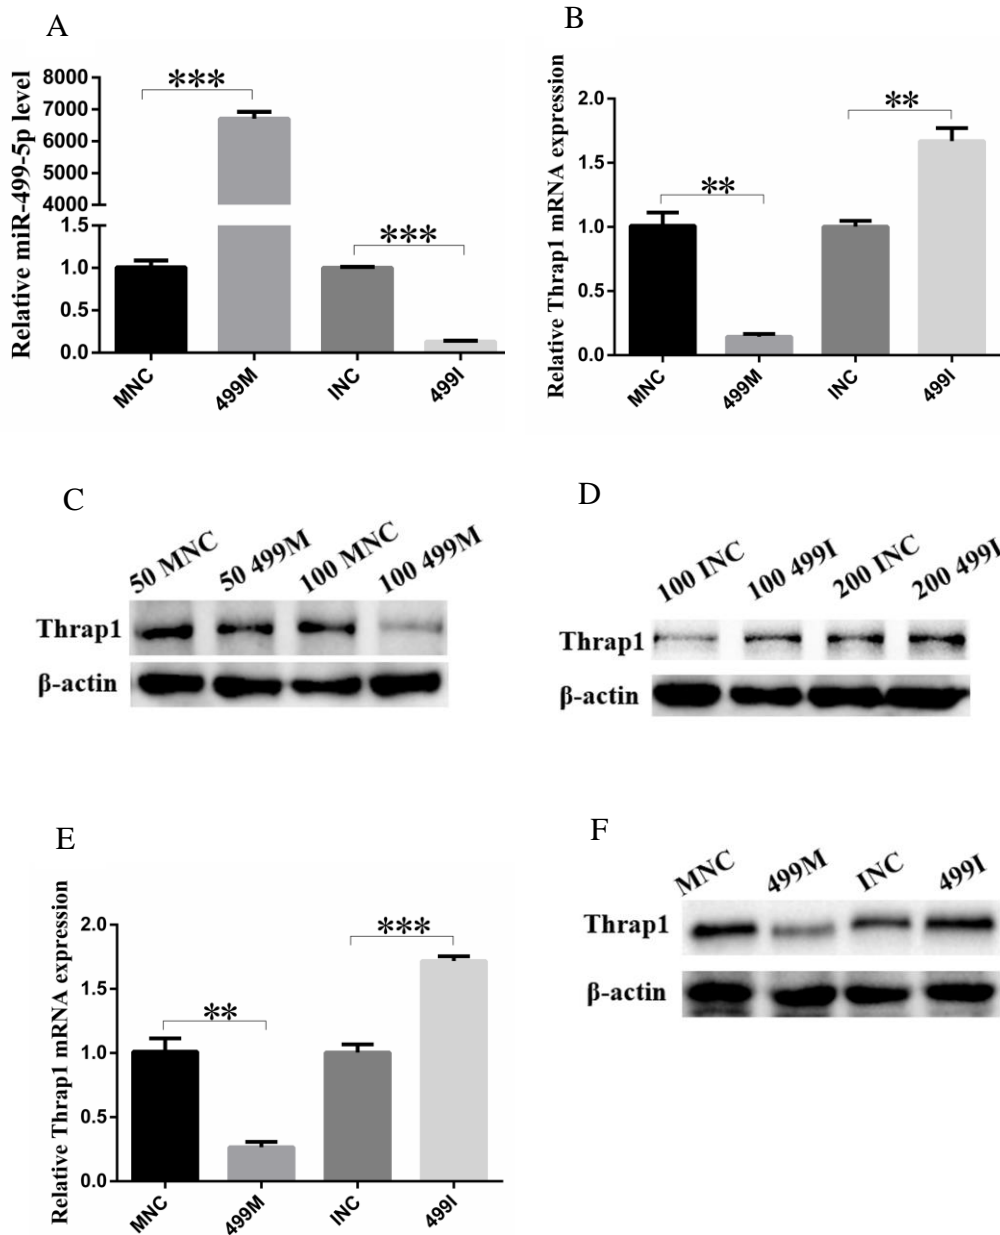 A
Relative miR-499-5p level
8000
7000
6000
5000
4000
1.5
1.0
0.5
0.0
***
***
MNC
499M
INC
499I
B
Relative Thrap1 mRNA expression
2.0
1.5
1.0
0.5
0.0
**
**
MNC
499M
INC
499I
C
50 MNC
50 499M
100 MNC
100 499M
Thrap1
β-actin
D
100 INC
100 499I
200 INC
200 499I
Thrap1
β-actin
E
Relative Thrap1 mRNA expression
2.0
1.5
1.0
0.5
0.0
**
***
MNC
499M
INC
499I
F
MNC
499M
INC
499I
Thrap1
β-actin